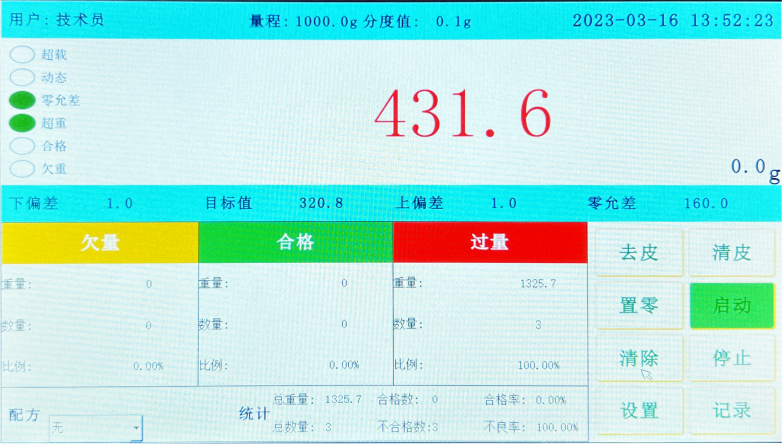 用户: 技术员 量程: 1000.0g 分度值: 0.1g 2023-03-16 13:52:23
超载
动态
零允差
超重
合格
欠重
431.6
0.0g
下偏差 1.0 目标值 320.8 上偏差 1.0 零允差 160.0
欠量 合格 过量
重量: 0 重量: 0 重量: 1325.7
数量: 0 数量: 0 数量: 3
比例: 0.00% 比例: 0.00% 比例: 100.00%
去皮 清皮
置零 启动
清除 停止
设置 记录
配方 无
统计
总重量: 1325.7 合格数: 0 合格率: 0.00%
总数量: 3 不合格数:3 不良率: 100.00%